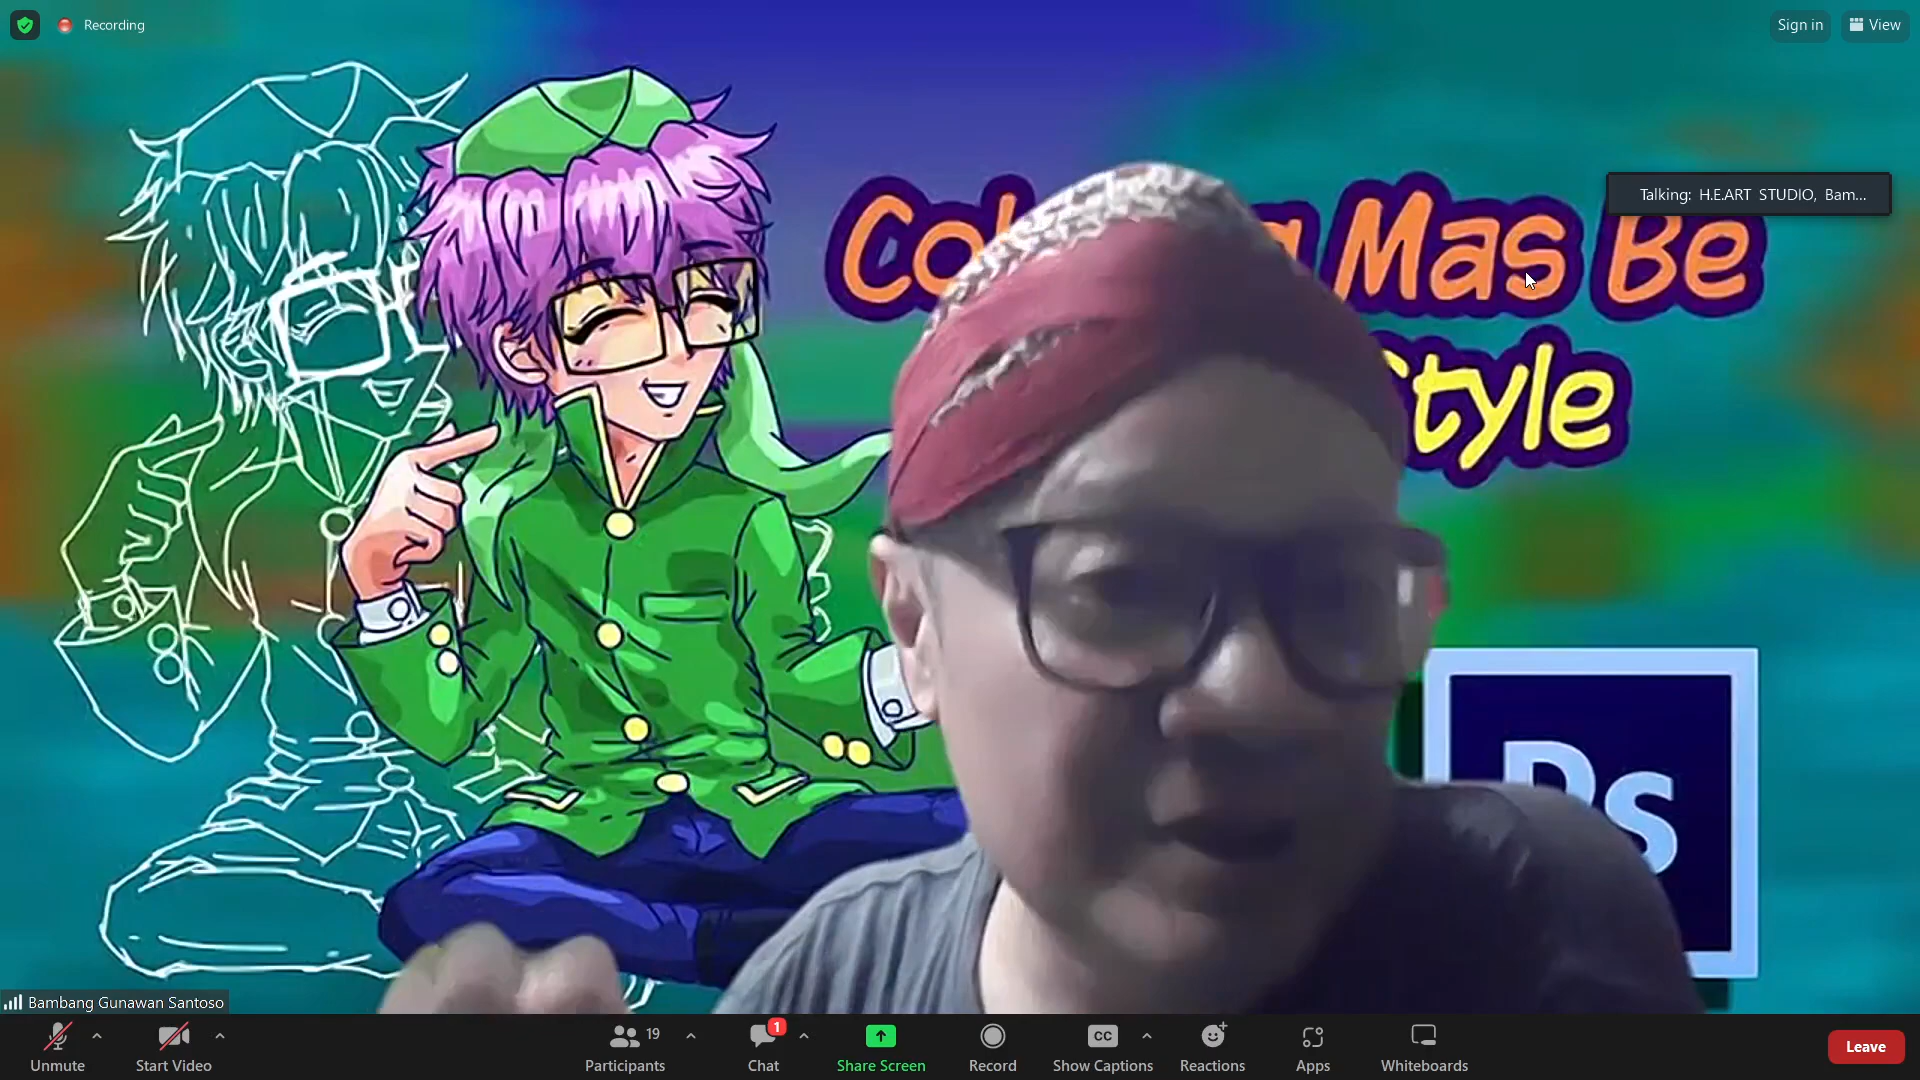 Recording
Sign in
View
Talking: H.E.ART STUDIO, Bam...
Mas Be
Style
Ps
Bambang Gunawan Santoso
Unmute
Start Video
19
Participants
1
Chat
Share Screen
Record
CC
Show Captions
Reactions
Apps
Whiteboards
Leave